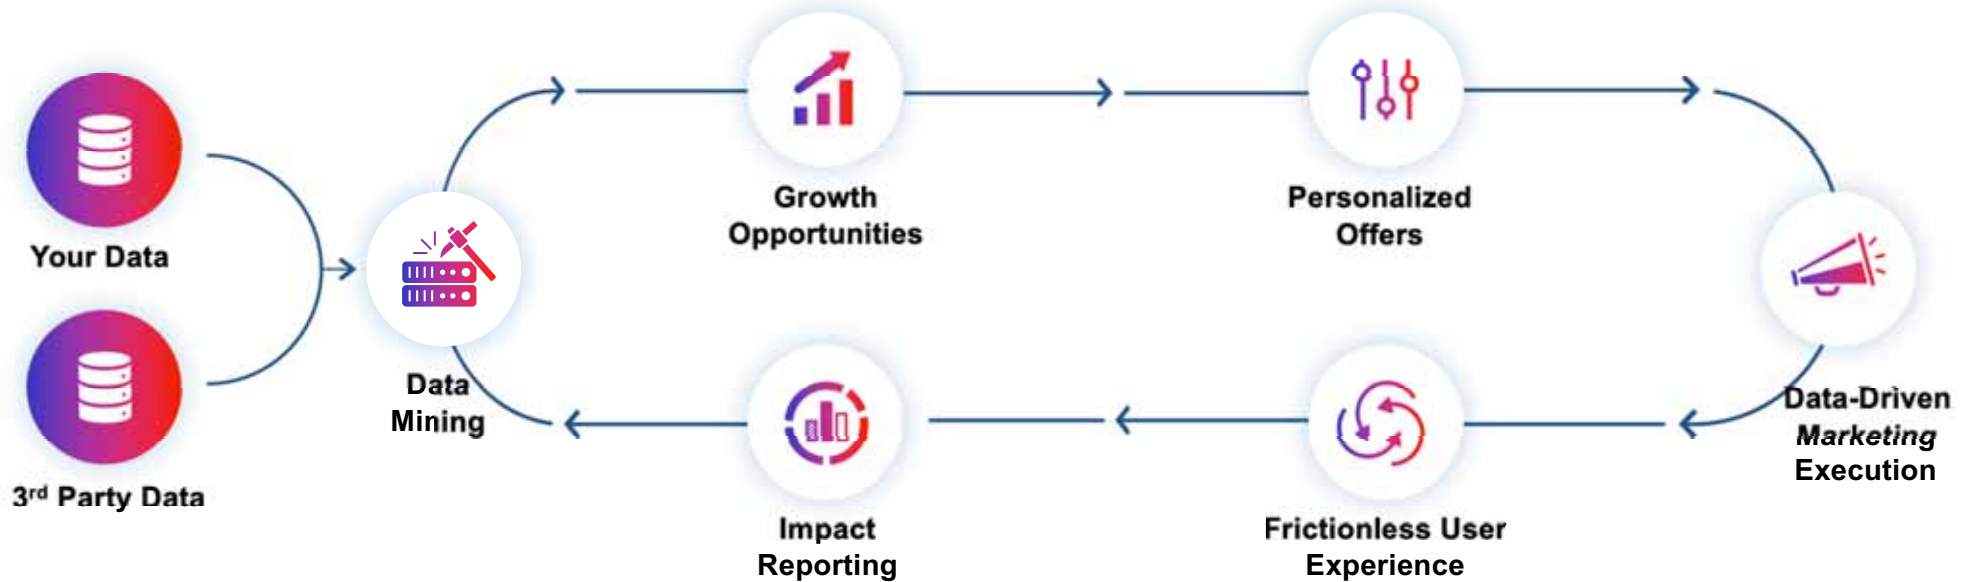 Your Data
3rd Party Data
Data
Mining
Growth
Opportunities
Personalized
Offers
Data-Driven
Marketing
Execution
Frictionless User
Experience
Impact
Reporting